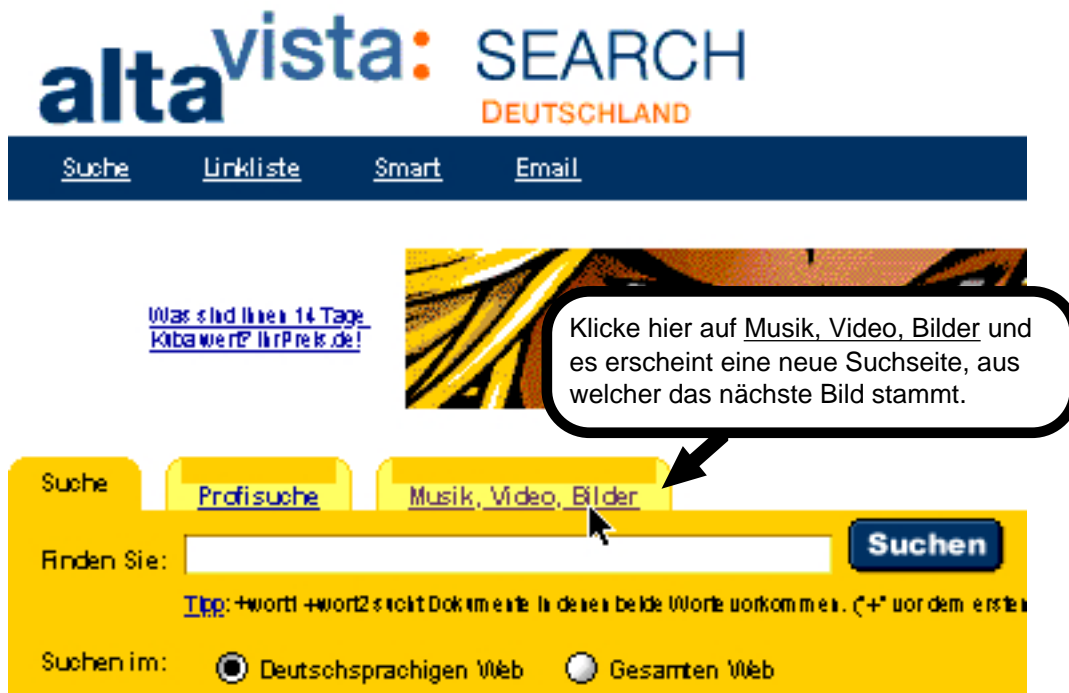 altavista: SEARCH
DEUTSCHLAND
Suche Linkliste Smart Email
Was sind Ihnen 14 Tage
Kitba wert? IhrPreis.de!
Klicke hier auf Musik, Video, Bilder und
es erscheint eine neue Suchseite, aus
welcher das nächste Bild stammt.
Suche Profisuche Musik, Video, Bilder
Finden Sie: Suchen
Tipp: +wort1 +wort2 sucht Dokumente in denen beide Worte vorkommen. ("+" vor dem ersten
Suchen im: Deutschsprachigen Web Gesamten Web